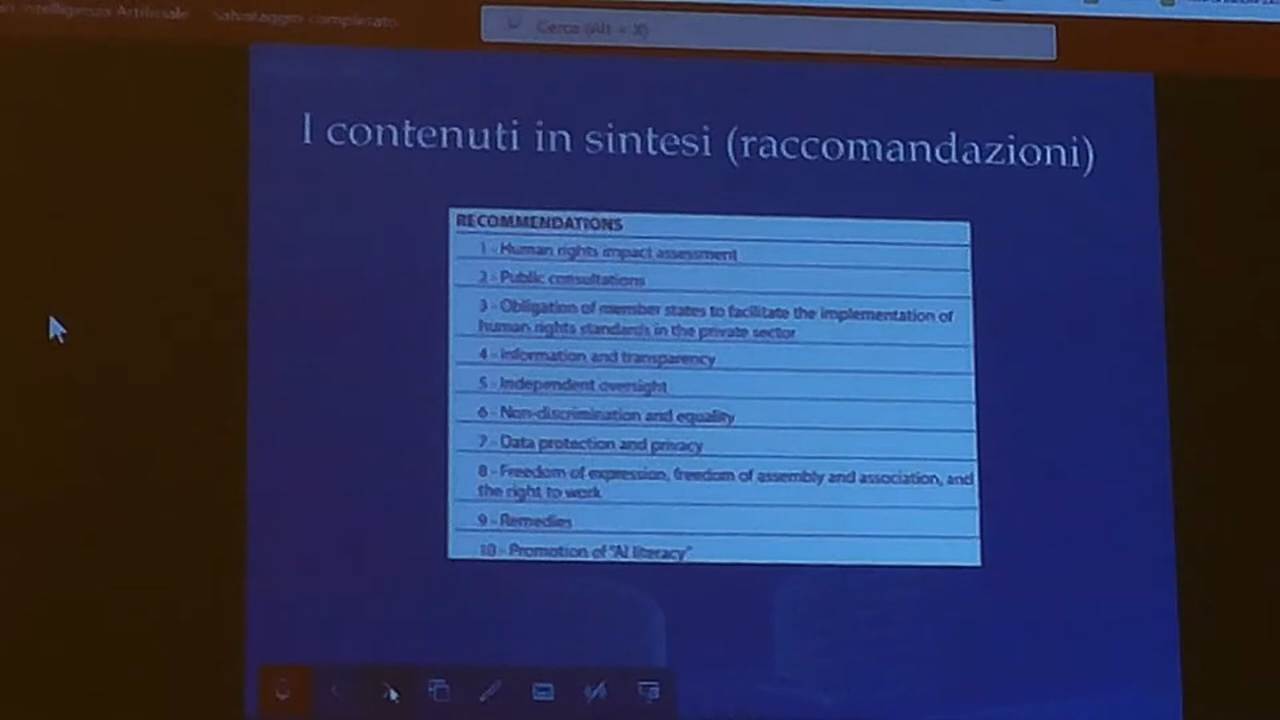 Intelligenza Artificiale
Salvataggio completato
Cerca (Alt + X)
I contenuti in sintesi (raccomandazioni)
RECOMMENDATIONS
1 - Human rights impact assessment
2 - Public consultations
3 - Obligation of member states to facilitate the implementation of
human rights standards in the private sector
4 - Information and transparency
5 - Independent oversight
6 - Non-discrimination and equality
7 - Data protection and privacy
8 - Freedom of expression, freedom of assembly and association, and
the right to work
9 - Remedies
10 - Promotion of "AI literacy"